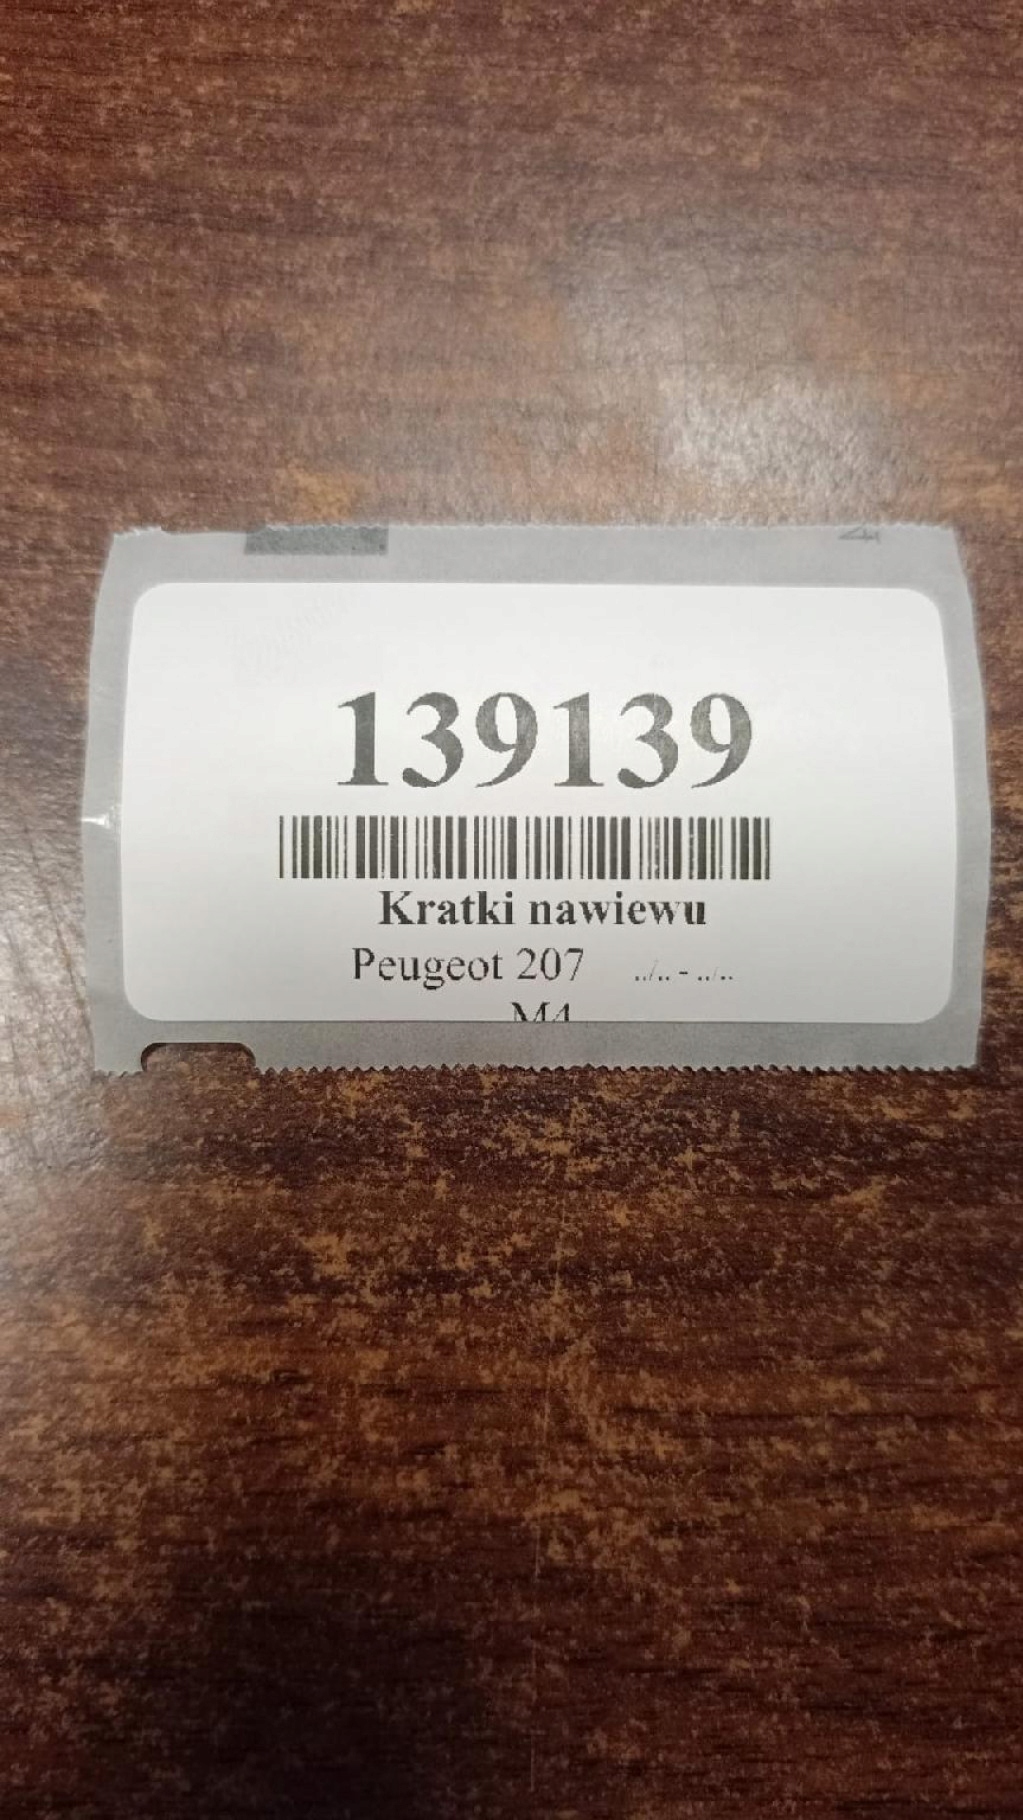 139139
Kratki nawiewu
Peugeot 207 ../.. - ../..
M4